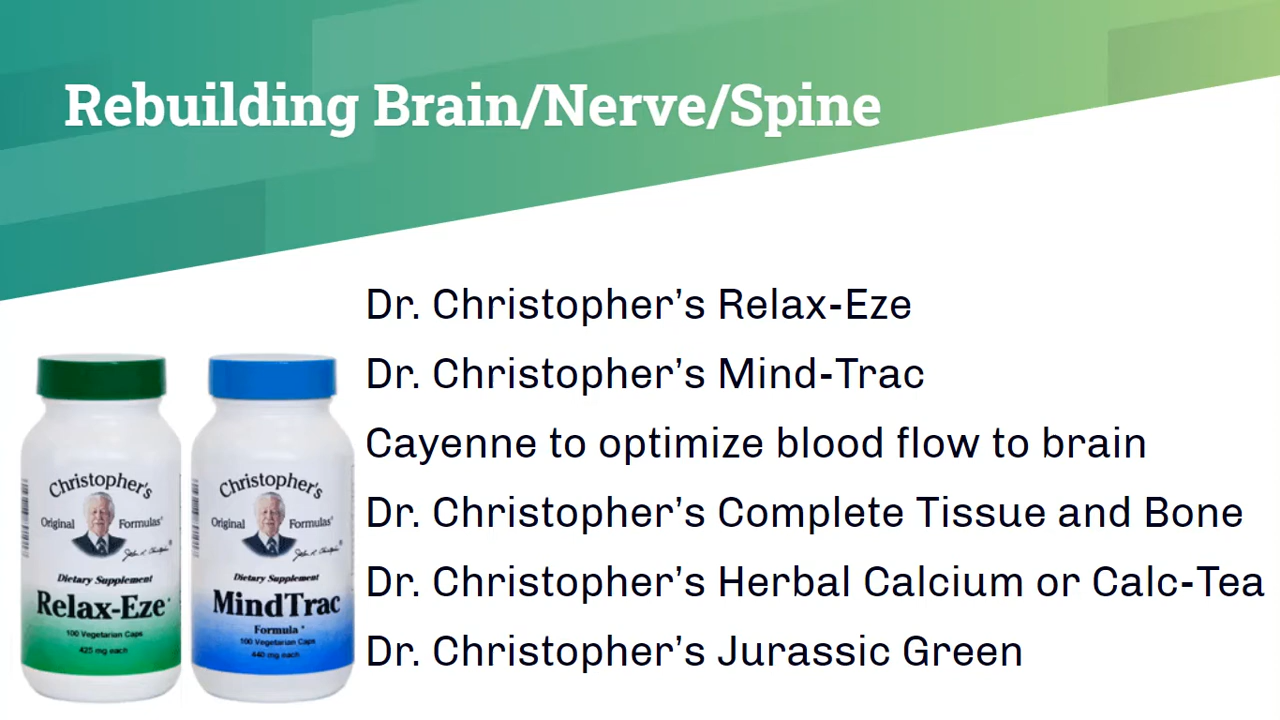 Rebuilding Brain/Nerve/Spine
Dr. Christopher’s Relax-Eze
Dr. Christopher’s Mind-Trac
Cayenne to optimize blood flow to brain
Dr. Christopher’s Complete Tissue and Bone
Dr. Christopher’s Herbal Calcium or Calc-Tea
Dr. Christopher’s Jurassic Green
Christopher's
Original Formulas
Dietary Supplement
Relax-Eze
100 Vegetarian Caps
425 mg each
Christopher's
Original Formulas
Dietary Supplement
MindTrac
Formula
100 Vegetarian Caps
440 mg each